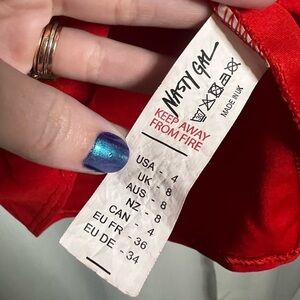 NASTY GAL
MADE IN UK
KEEP AWAY
FROM FIRE
USA - 4
UK - 8
AUS - 8
NZ - 8
CAN - 4
EU FR - 36
EU DE - 34